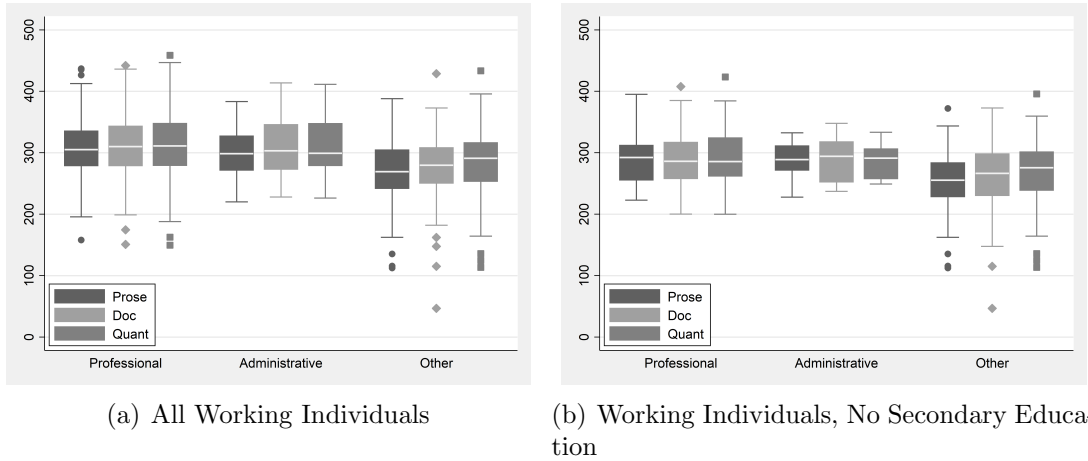 500
400
300
200
100
0
Prose
Doc
Quant
Professional Administrative Other
(a) All Working Individuals
500
400
300
200
100
0
Prose
Doc
Quant
Professional Administrative Other
(b) Working Individuals, No Secondary Educa-
tion